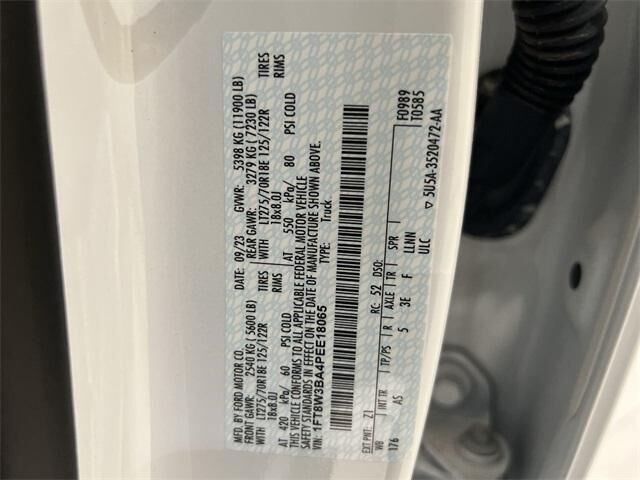 MFD. BY FORD MOTOR CO.
DATE: 09/23 GVWR: 5398 KG (11900 LB)
FRONT GAWR: 2540 KG (5600 LB) REAR GAWR: 3279 KG (7230 LB)
LT275/70R18E 125/122R TIRES WITH LT275/70R18E 125/122R TIRES
18x8.0J RIMS 18x8.0J RIMS
AT 420 kPa/ 60 PSI COLD AT 550 kPa/ 80 PSI COLD
THIS VEHICLE CONFORMS TO ALL APPLICABLE FEDERAL MOTOR VEHICLE
SAFETY STANDARDS IN EFFECT ON THE DATE OF MANUFACTURE SHOWN ABOVE.
VIN: 1FT8W3BA4PEE18065 TYPE: Truck
F0989
T0585
EXT PNT: Z1 RC: 52 DSO:
WB INT TR TP/PS R AXLE TR SPR
176 AS 5 3E F LLNN
ULC
▽ 5U5A-3520472-AA